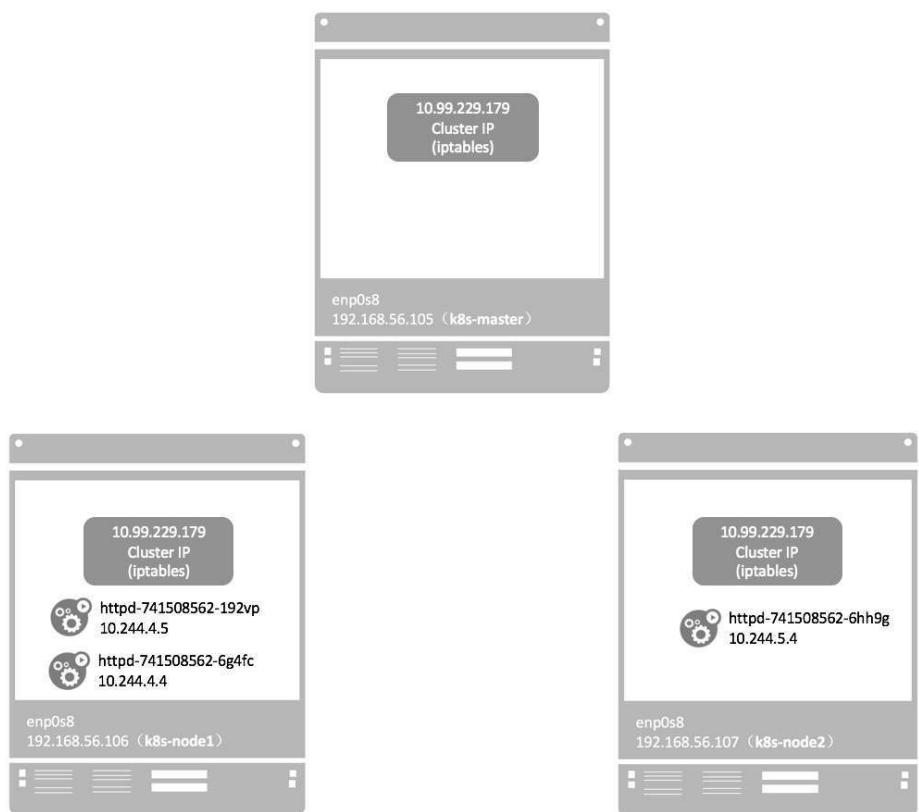 10.99.229.179
Cluster IP
(iptables)
enp0s8
192.168.56.105（k8s-master）
10.99.229.179
Cluster IP
(iptables)
httpd-741508562-192vp
10.244.4.5
httpd-741508562-6g4fc
10.244.4.4
enp0s8
192.168.56.106（k8s-node1）
10.99.229.179
Cluster IP
(iptables)
httpd-741508562-6hh9g
10.244.5.4
enp0s8
192.168.56.107（k8s-node2）